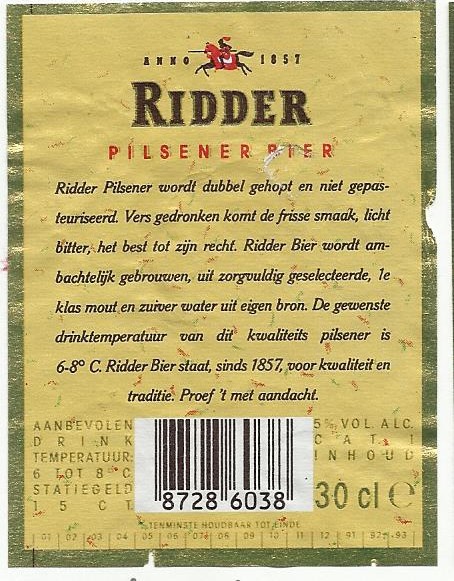 ANNO 1857
RIDDER
PILSENER BIER
Ridder Pilsener wordt dubbel gehopt en niet gepas-
teuriseerd. Vers gedronken komt de frisse smaak, licht
bitter, het best tot zijn recht. Ridder Bier wordt am-
bachtelijk gebrouwen, uit zorgvuldig geselecteerde, 1e
klas mout en zuiver water uit eigen bron. De gewenste
drinktemperatuur van dit kwaliteits pilsener is
6-8° C. Ridder Bier staat, sinds 1857, voor kwaliteit en
traditie. Proef 't met aandacht.
AANBEVOLEN
DRINK
TEMPERATUUR:
6 TOT 8°C
STATIEGELD
15 CT.
8728 6038
5% VOL. ALC.
CAT. I
INHOUD
30 cl e
TENMINSTE HOUDBAAR TOT EINDE
01 02 03 04 05 06 07 08 09 10 11 12 91 92 93